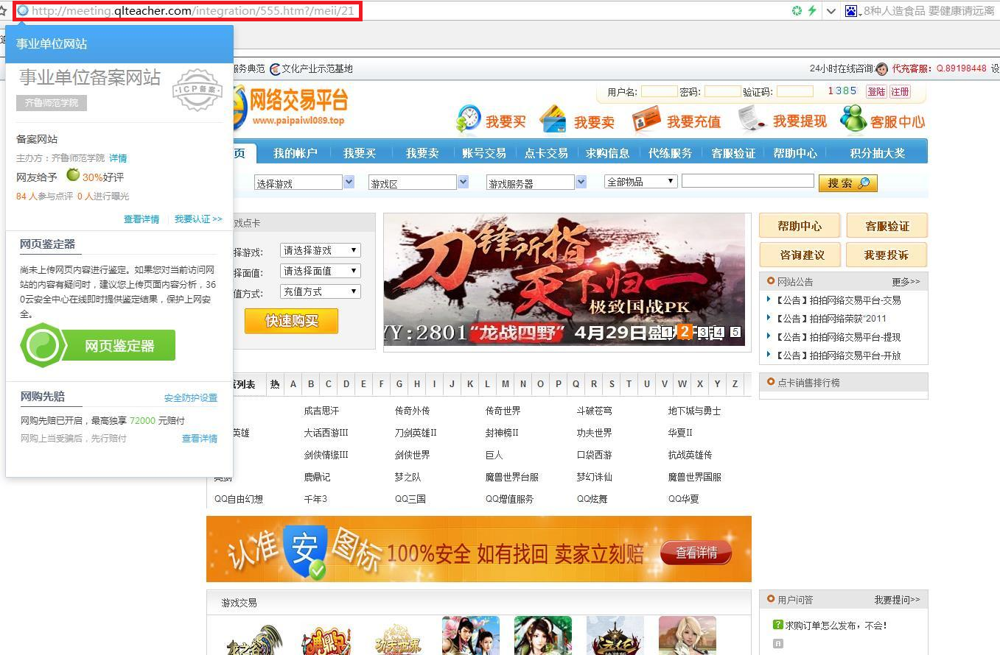 http://meeting.qlteacher.com/integration/555.htm?/meii/21
8种人造食品 要健康请远离
事业单位网站
事业单位备案网站
ICP备案
齐鲁师范学院
备案网站
主办方：齐鲁师范学院 详情
网友给予 30%好评
84 人参与点评 0 人进行曝光
查看详情 我要认证 >>
网页鉴定器
尚未上传网页内容进行鉴定。如果您对当前访问网
站的内容有疑问时，建议您上传页面内容分析，36
0云安全中心在线即时提供鉴定结果，保护上网安
全。
网页鉴定器
网购先赔 安全防护设置
网购先赔已开启，最高独享 72000 元赔付
网购上当受骗后，先行赔付 查看详情
服务典范 文化产业示范基地
24小时在线咨询: 代充客服：Q.89198448 设
网络交易平台
www.paipaiwl089.top
用户名: 密码: 验证码: 1385 登陆 注册
我要买 我要卖 我要充值 我要提现 客服中心
页 我的帐户 我要买 我要卖 账号交易 点卡交易 求购信息 代练服务 客服验证 帮助中心 积分抽大奖
选择游戏 游戏区 游戏服务器 全部物品 搜索
戏点卡
择游戏: 请选择游戏
择面值: 请选择面值
值方式: 充值方式
快速购买
刀锋所指
天下归一
极致国战PK
YY:2801 “龙战四野” 4月29日盛大开启
1 2 3 4 5
帮助中心 客服验证
咨询建议 我要投诉
网站公告 更多>>
【公告】拍拍网络交易平台-交易
【公告】拍拍网络荣获“2011
【公告】拍拍网络交易平台-提现
【公告】拍拍网络交易平台-开放
点卡销售排行榜
列表 热 A B C D E F G H I J K L M N O P Q R S T U V W X Y Z
成吉思汗 传奇外传 传奇世界 斗破苍穹 地下城与勇士
英雄 大话西游III 刀剑英雄II 封神榜II 功夫世界 华夏II
剑侠情缘III 剑侠世界 巨人 口袋西游 抗战英雄传
亮剑 鹿鼎记 梦之队 魔兽世界台服 梦幻诛仙 魔兽世界国服
QQ自由幻想 千年3 QQ三国 QQ增值服务 QQ炫舞 QQ华夏
认准 安 图标 100%安全 如有找回 卖家立刻赔 查看详情
游戏交易
龙之谷 鹿鼎记 功夫世界
用户问答 我要提问>>
? 求购订单怎么发布，不会!
A